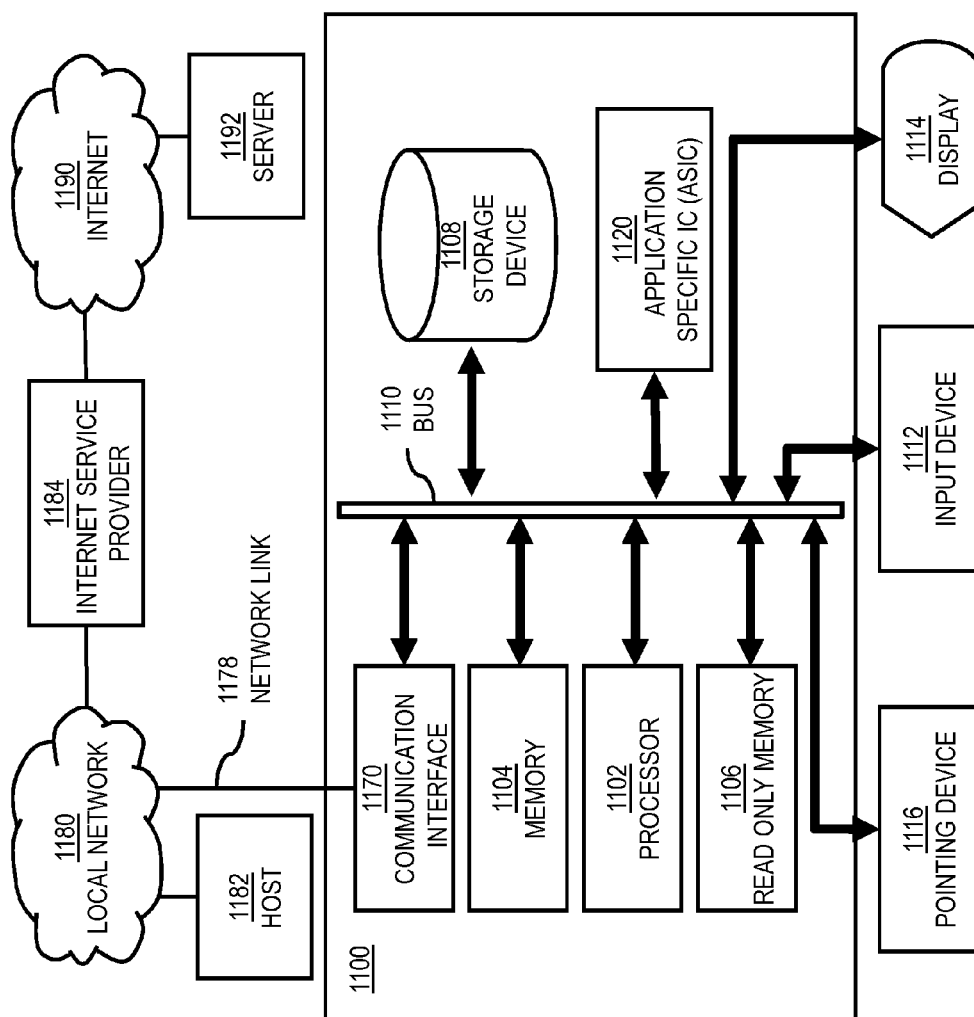 1190
INTERNET
1192
SERVER
1184
INTERNET SERVICE
PROVIDER
1180
LOCAL NETWORK
1182
HOST
1178
NETWORK LINK
1100
1170
COMMUNICATION
INTERFACE
1104
MEMORY
1102
PROCESSOR
1106
READ ONLY MEMORY
1110
BUS
1108
STORAGE
DEVICE
1120
APPLICATION
SPECIFIC IC (ASIC)
1116
POINTING DEVICE
1112
INPUT DEVICE
1114
DISPLAY